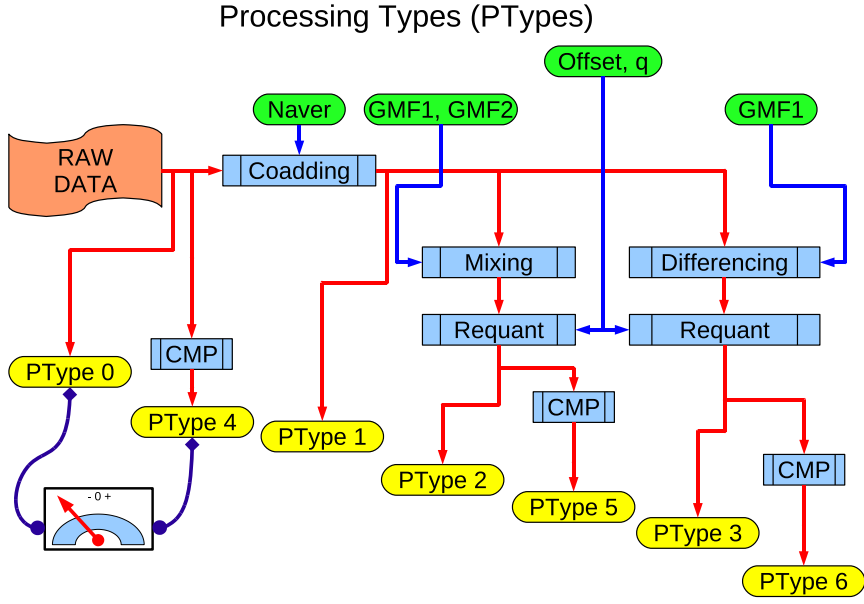 Processing Types (PTypes)
Offset, q
Naver
GMF1, GMF2
GMF1
RAW
DATA
Coadding
Mixing
Differencing
Requant
Requant
CMP
PType 0
PType 4
PType 1
CMP
PType 2
PType 5
CMP
PType 3
PType 6
- 0 +